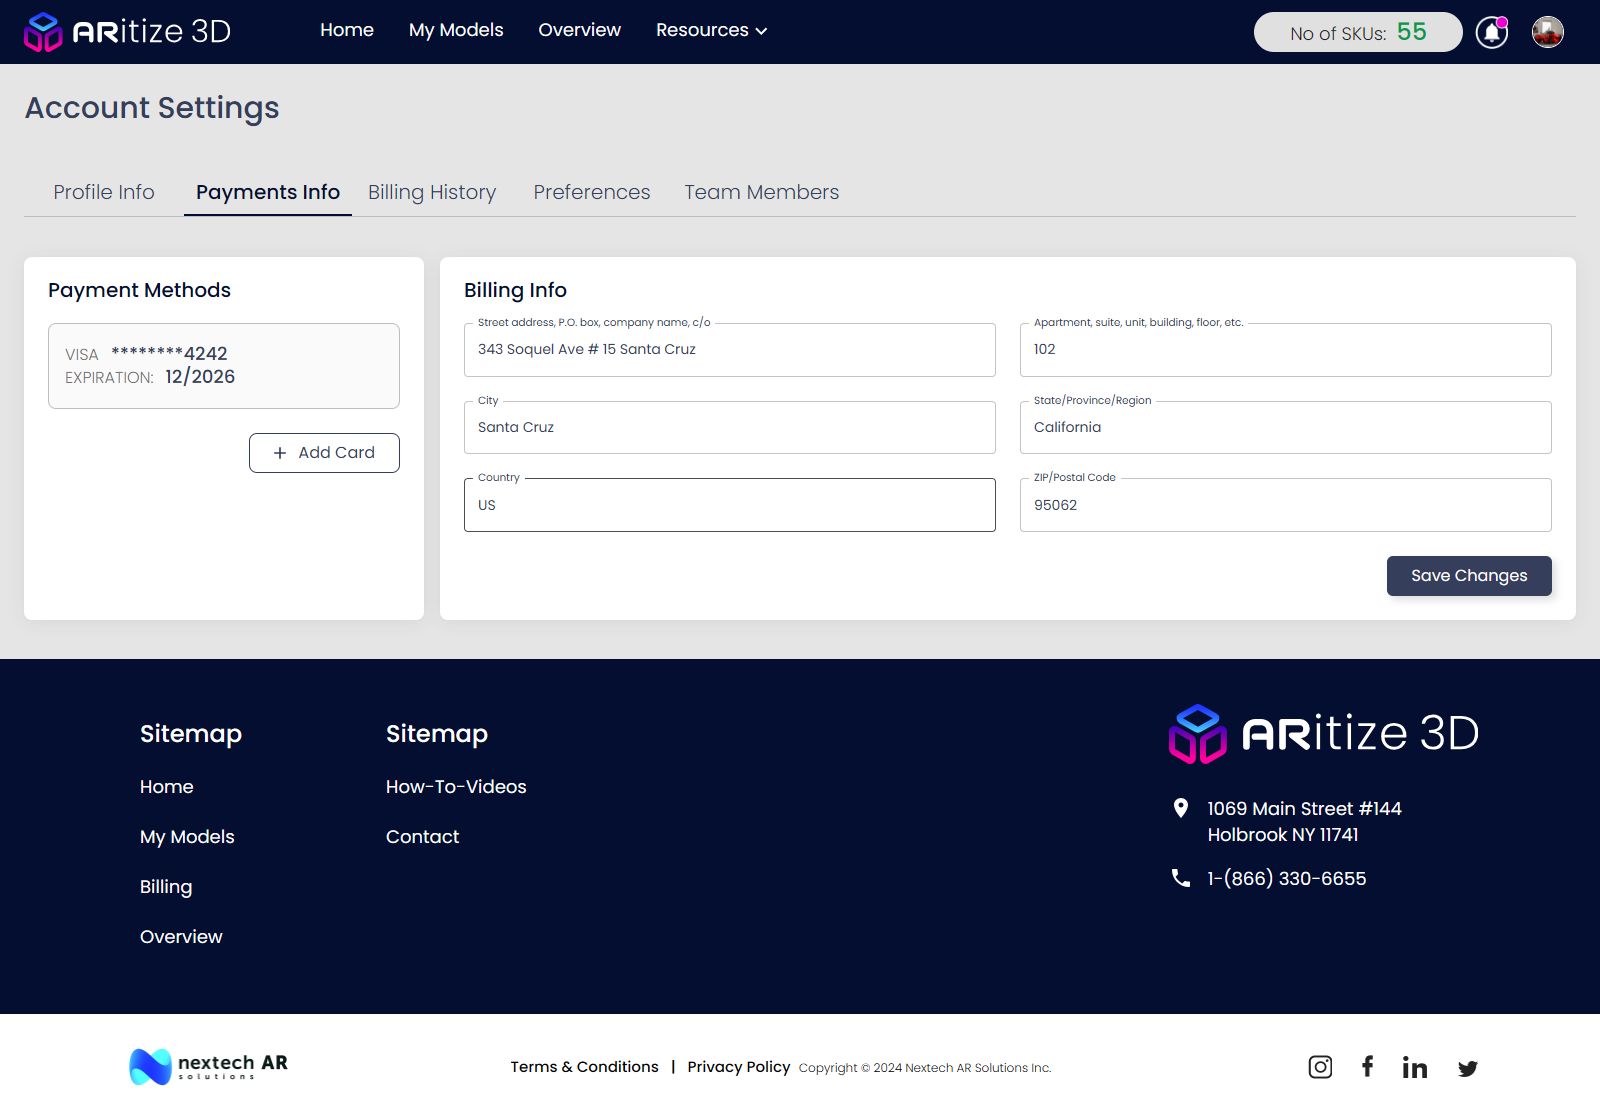 ARitize 3D
Home
My Models
Overview
Resources
No of SKUs: 55
Account Settings
Profile Info
Payments Info
Billing History
Preferences
Team Members
Payment Methods
VISA ********4242
EXPIRATION: 12/2026
+ Add Card
Billing Info
Street address, P.O. box, company name, c/o
343 Soquel Ave # 15 Santa Cruz
Apartment, suite, unit, building, floor, etc.
102
City
Santa Cruz
State/Province/Region
California
Country
US
ZIP/Postal Code
95062
Save Changes
Sitemap
Home
My Models
Billing
Overview
Sitemap
How-To-Videos
Contact
ARitize 3D
1069 Main Street #144
Holbrook NY 11741
1-(866) 330-6655
nextech AR
solutions
Terms & Conditions | Privacy Policy Copyright © 2024 Nextech AR Solutions Inc.